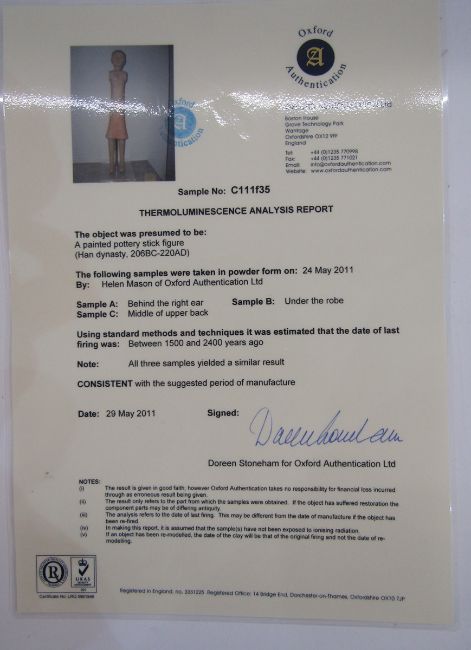 Oxford
A
Authentication
Oxford
A
Authentication
Boston House
Grove Technology Park
Wantage
Oxfordshire OX12 9FF
England
Tel: +44 (0)1235 770998
Fax: +44 (0)1235 771021
Email: info@oxfordauthentication.com
Website: www.oxfordauthentication.com
Sample No: C111f35
THERMOLUMINESCENCE ANALYSIS REPORT
The object was presumed to be:
A painted pottery stick figure
(Han dynasty, 206BC-220AD)
The following samples were taken in powder form on: 24 May 2011
By: Helen Mason of Oxford Authentication Ltd
Sample A: Behind the right ear Sample B: Under the robe
Sample C: Middle of upper back
Using standard methods and techniques it was estimated that the date of last
firing was: Between 1500 and 2400 years ago
Note: All three samples yielded a similar result
CONSISTENT with the suggested period of manufacture
Date: 29 May 2011 Signed:
Doreen Stoneham for Oxford Authentication Ltd
NOTES:
(i) The result is given in good faith; however Oxford Authentication takes no responsibility for financial loss incurred
through an erroneous result being given.
(ii) The result only refers to the part from which the samples were obtained. If the object has suffered restoration the
component parts may be of differing antiquity.
(iii) The analysis refers to the date of last firing. This may be different from the date of manufacture if the object has
been re-fired.
(iv) In making this report, it is assumed that the sample(s) have not been exposed to ionising radiation.
(v) If an object has been re-modelled, the date of the clay will be that of the original firing and not the date of re-
modelling.
R
UKAS
Registered in England; no. 3331225. Registered Office: 14 Bridge End, Dorchester-on-Thames, Oxfordshire OX10 7JP